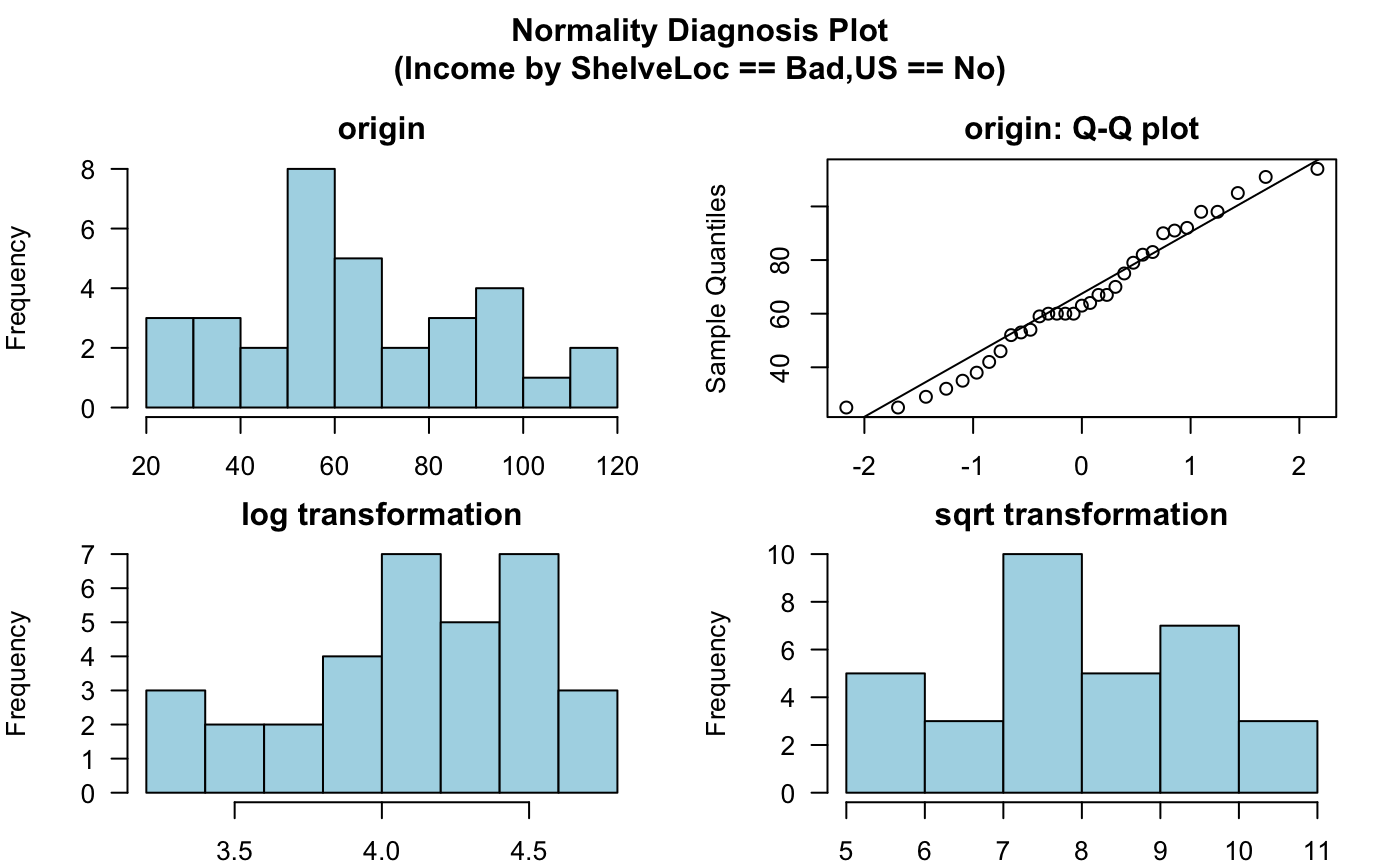 Normality Diagnosis Plot
(Income by ShelveLoc == Bad,US == No)
origin
Frequency
8
6
4
2
0
20 40 60 80 100 120
origin: Q-Q plot
Sample Quantiles
80
60
40
-2 -1 0 1 2
log transformation
Frequency
7
6
5
4
3
2
1
0
3.5 4.0 4.5
sqrt transformation
Frequency
10
8
6
4
2
0
5 6 7 8 9 10 11